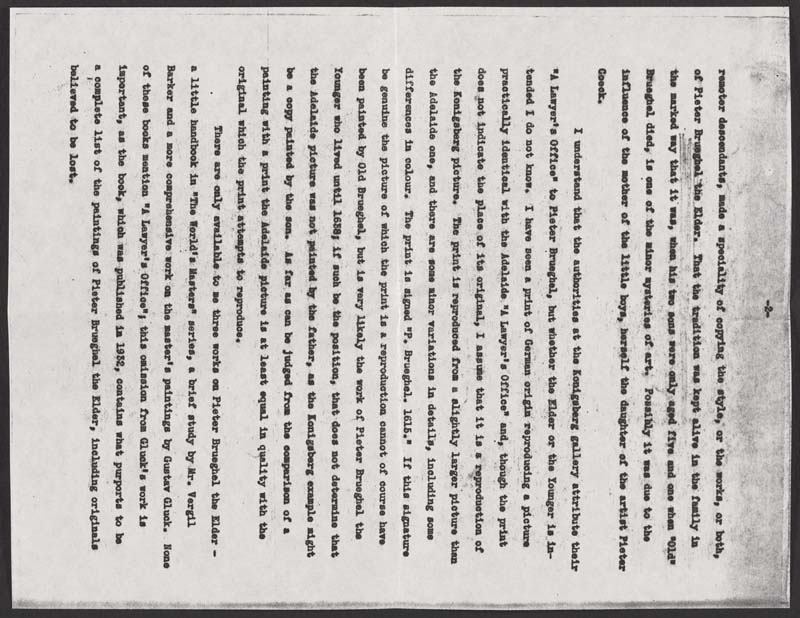 -2-
remoter descendants, made a speciality of copying the style, or the works, or both,
of Pieter Brueghel the Elder. That the tradition was kept alive in the family in
the marked way that it was, when his two sons were only aged five and one when "Old"
Brueghel died, is one of the minor mysteries of art. Possibly it was due to the
influence of the mother of the little boys, herself the daughter of the artist Pieter
Coeck.
I understand that the authorities at the Konigsberg gallery attribute their
"A Lawyer's Office" to Pieter Brueghel, but whether the Elder or the Younger is in-
tended I do not know. I have seen a print of German origin reproducing a picture
practically identical with the Adelaide "A Lawyer's Office" and, though the print
does not indicate the place of its original, I assume that it is a reproduction of
the Konigsberg picture. The print is reproduced from a slightly larger picture than
the Adelaide one, and there are some minor variations in details, including some
differences in colour. The print is signed "P. Brueghel. 1615." If this signature
be genuine the picture of which the print is a reproduction cannot of course have
been painted by Old Brueghel, but is very likely the work of Pieter Brueghel the
Younger who lived until 1638; if such be the position, that does not determine that
the Adelaide picture was not painted by the father, as the Konigsberg example might
be a copy painted by the son. As far as can be judged from the comparison of a
painting with a print the Adelaide picture is at least equal in quality with the
original which the print attempts to reproduce.
There are only available to me three works on Pieter Brueghel the Elder -
a little handbook in "The World's Masters" series, a brief study by Mr. Vergil
Barker and a more comprehensive work on the master's paintings by Gustav Gluck. None
of these books mention "A Lawyer's Office"; this omission from Gluck's work is
important, as the book, which was published in 1932, contains what purports to be
a complete list of the paintings of Pieter Brueghel the Elder, including originals
believed to be lost.